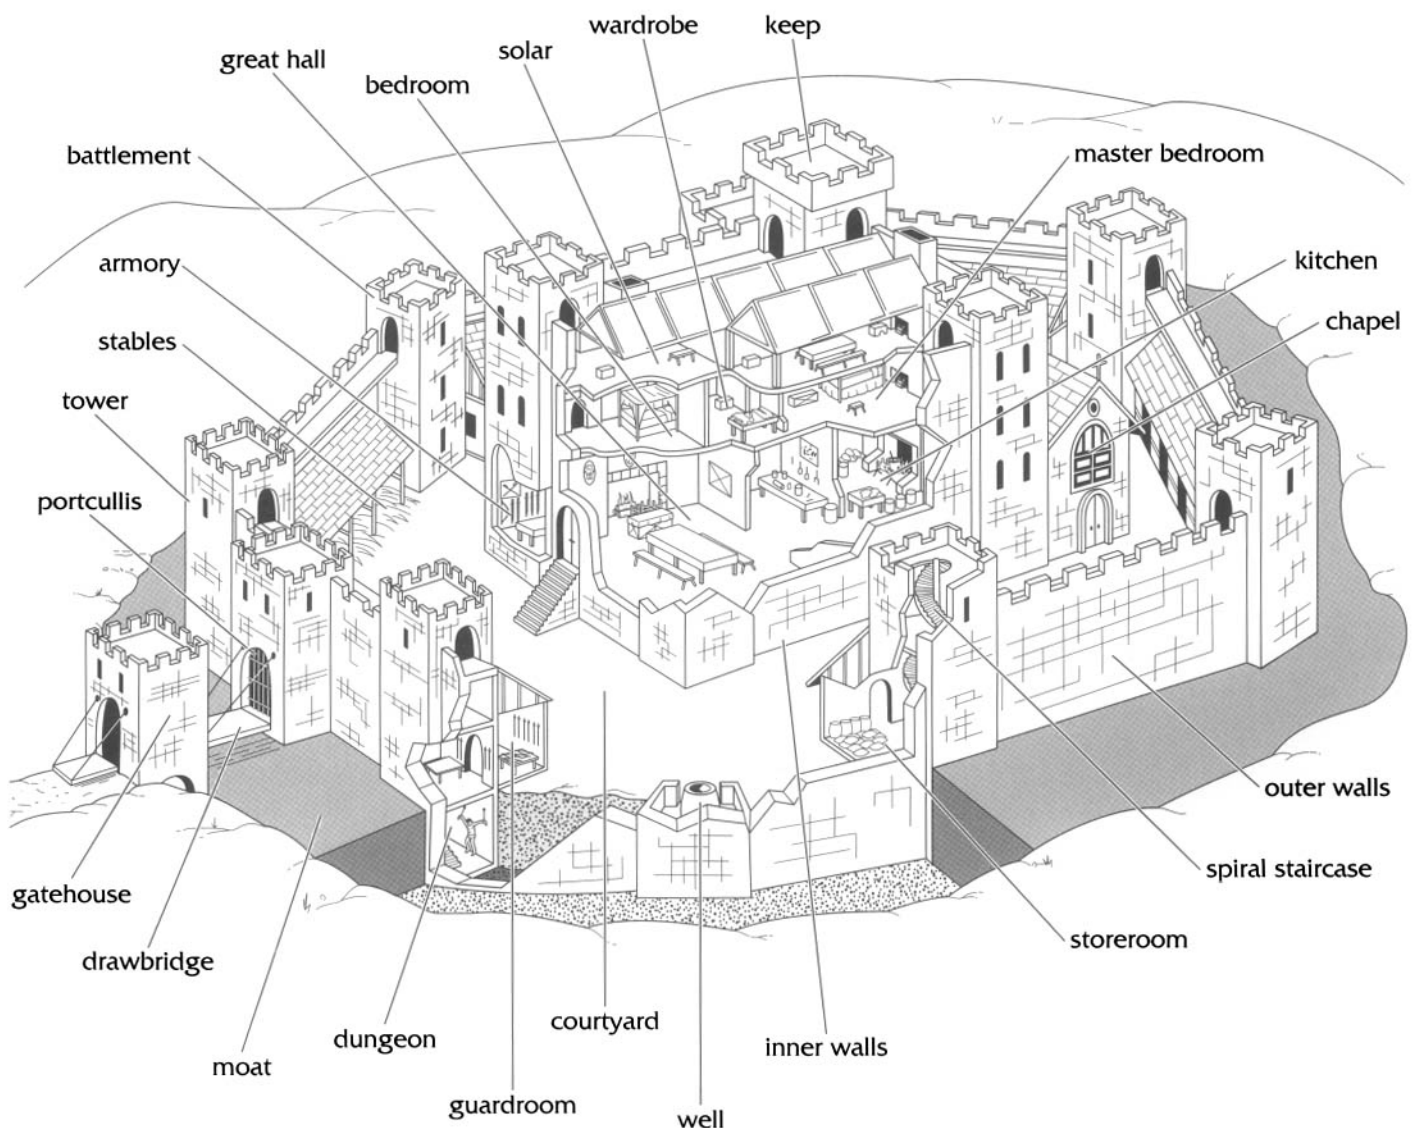 wardrobe
keep
solar
great hall
bedroom
battlement
master bedroom
armory
kitchen
chapel
stables
tower
portcullis
outer walls
spiral staircase
gatehouse
storeroom
drawbridge
courtyard
dungeon
inner walls
moat
guardroom
well